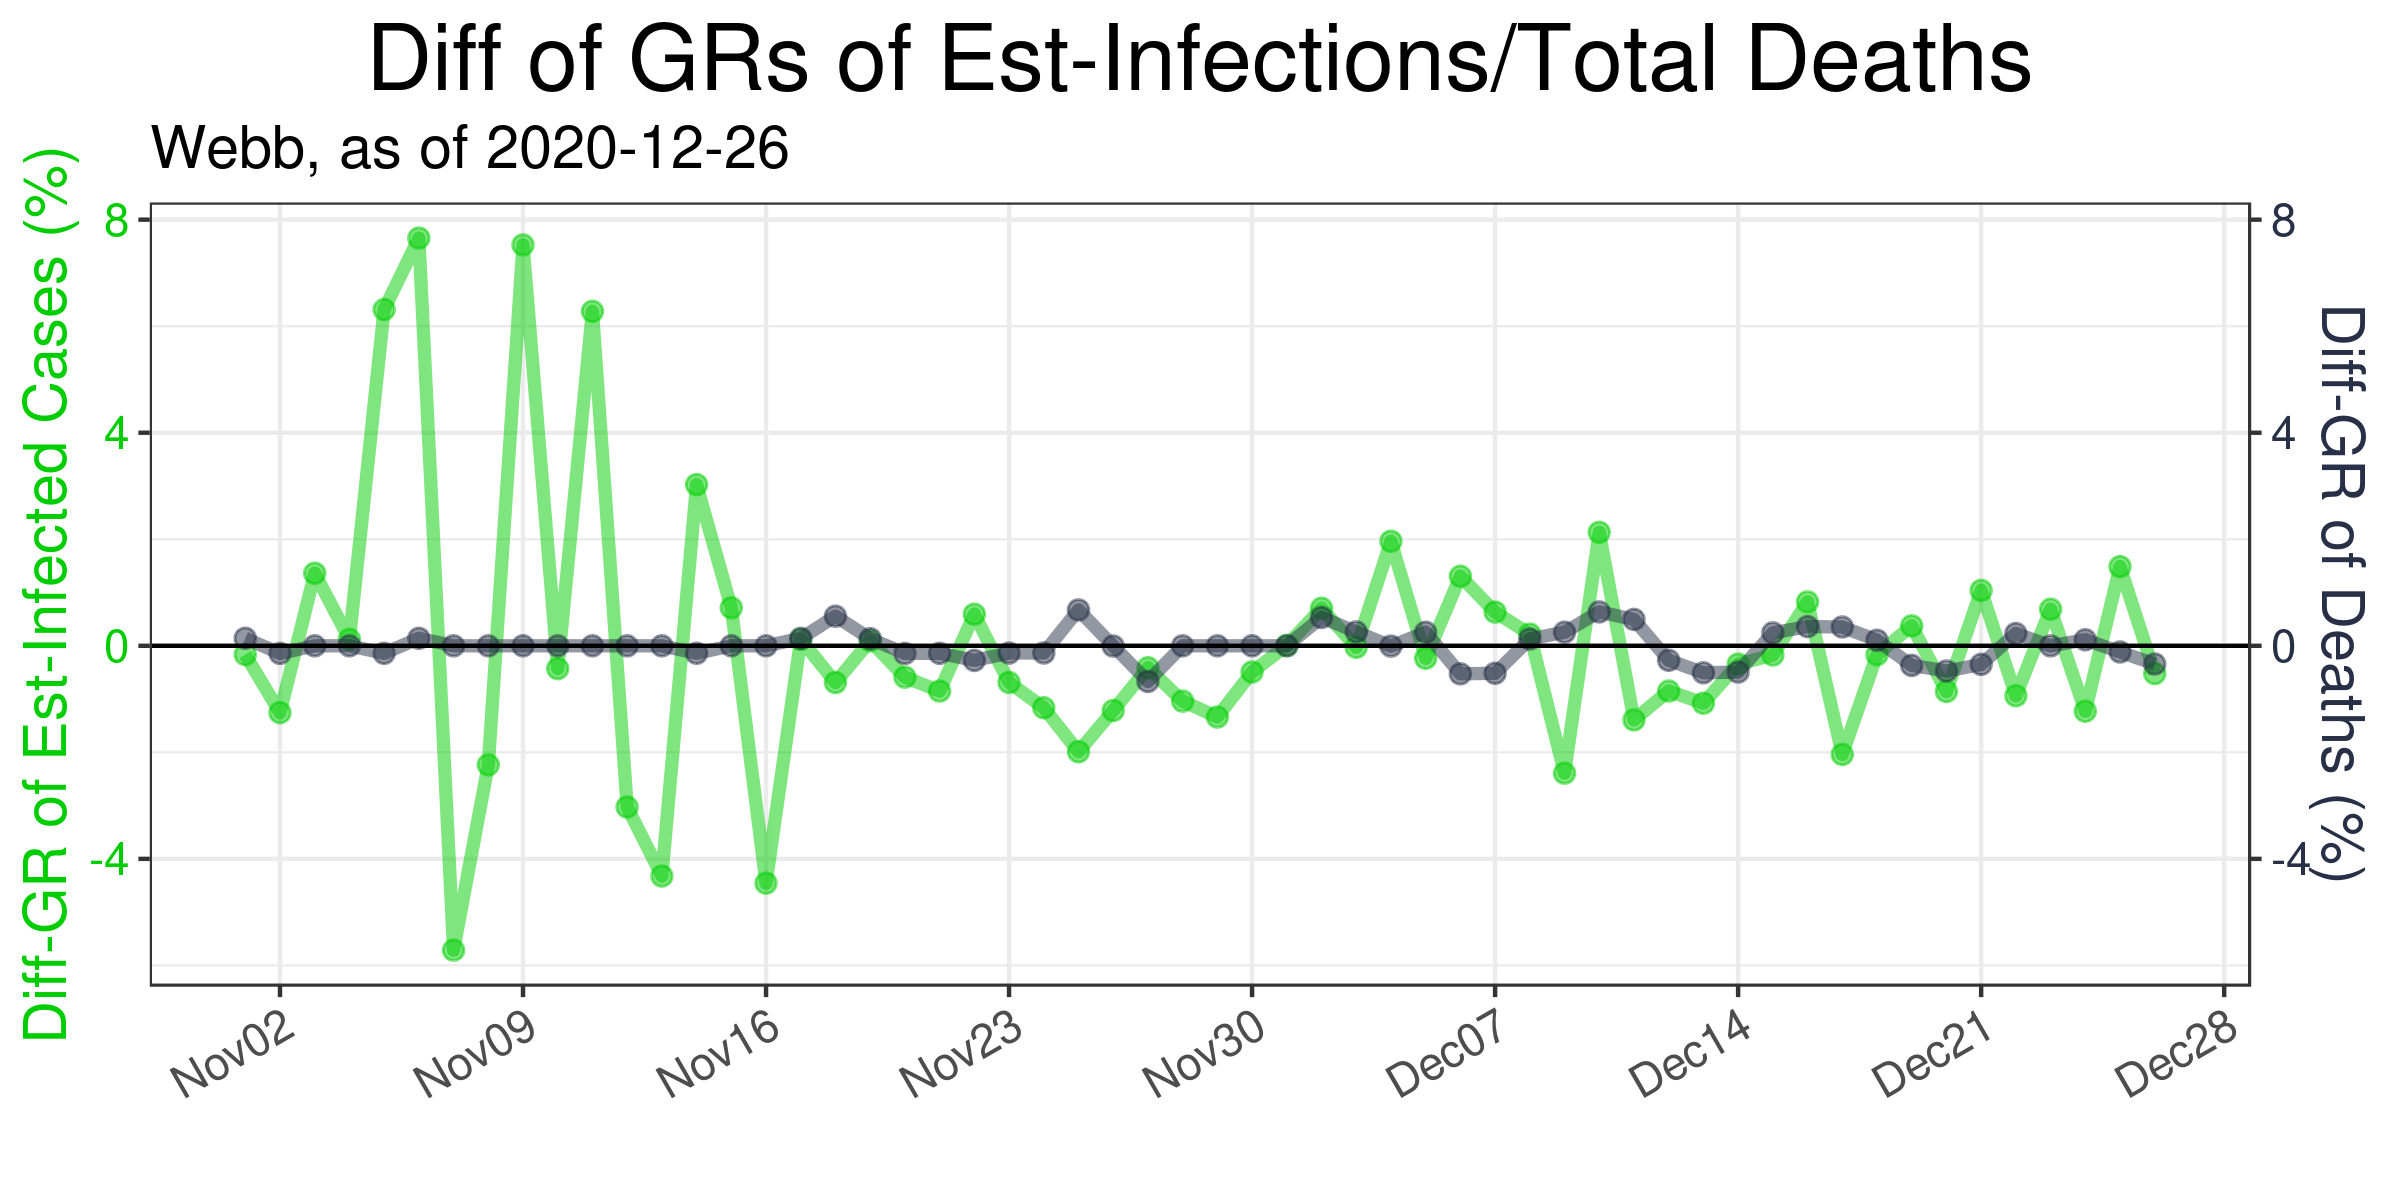 Diff of GRs of Est-Infections/Total Deaths
Webb, as of 2020-12-26
Diff-GR of Est-Infected Cases (%)
8
4
0
-4
8
4
0
-4
Diff-GR of Deaths (%)
Nov02
Nov09
Nov16
Nov23
Nov30
Dec07
Dec14
Dec21
Dec28